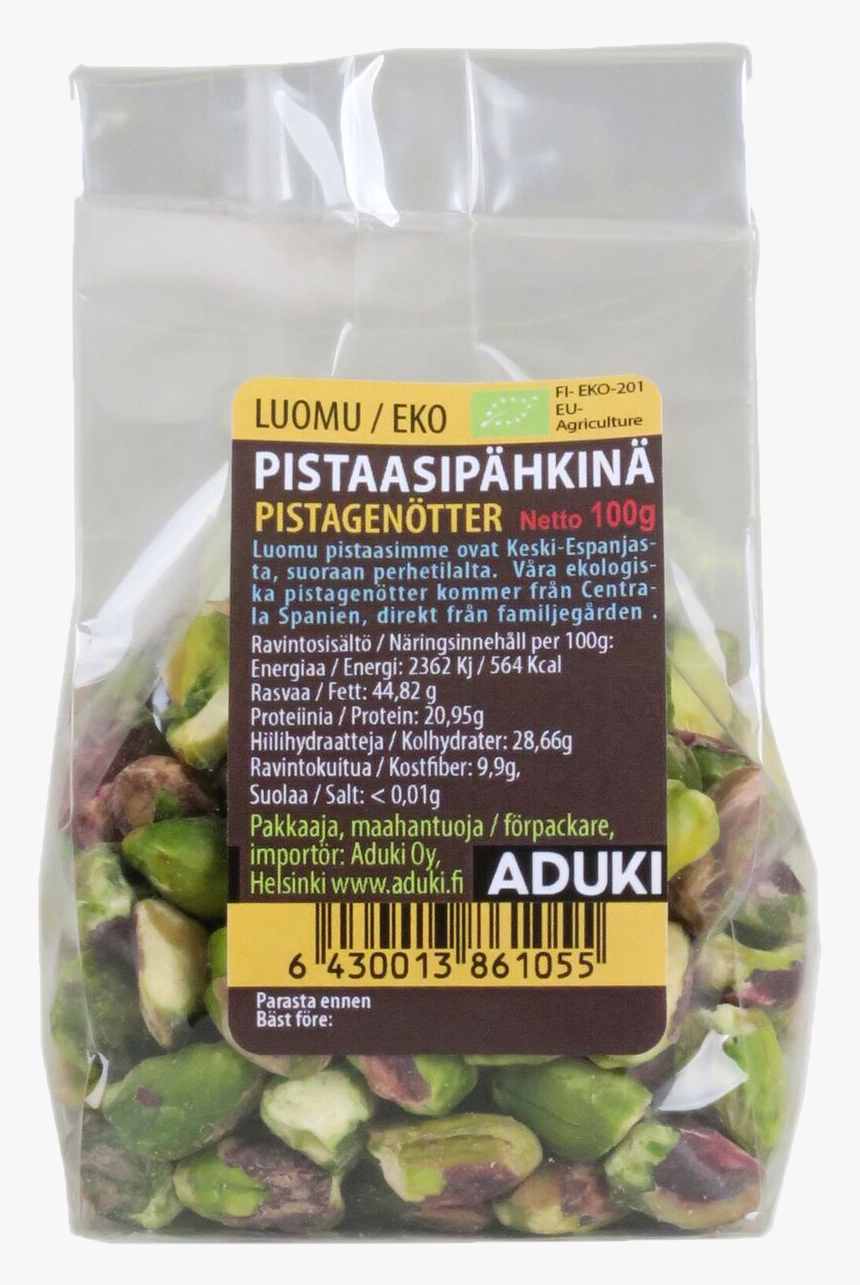 LUOMU / EKO
FI- EKO-201
EU-
Agriculture
PISTAASIPÄHKINÄ
PISTAGENÖTTER Netto 100g
Luomu pistaasimme ovat Keski-Espanjas-
ta, suoraan perhetilalta. Våra ekologis-
ka pistagenötter kommer från Centra-
la Spanien, direkt från familjegården .
Ravintosisältö / Näringsinnehåll per 100g:
Energiaa / Energi: 2362 Kj / 564 Kcal
Rasvaa / Fett: 44,82 g
Proteiinia / Protein: 20,95g
Hiilihydraatteja / Kolhydrater: 28,66g
Ravintokuitua / Kostfiber: 9,9g,
Suolaa / Salt: < 0,01g
Pakkaaja, maahantuoja / förpackare,
importör: Aduki Oy,
Helsinki www.aduki.fi
ADUKI
6 430013 861055
Parasta ennen
Bäst före: